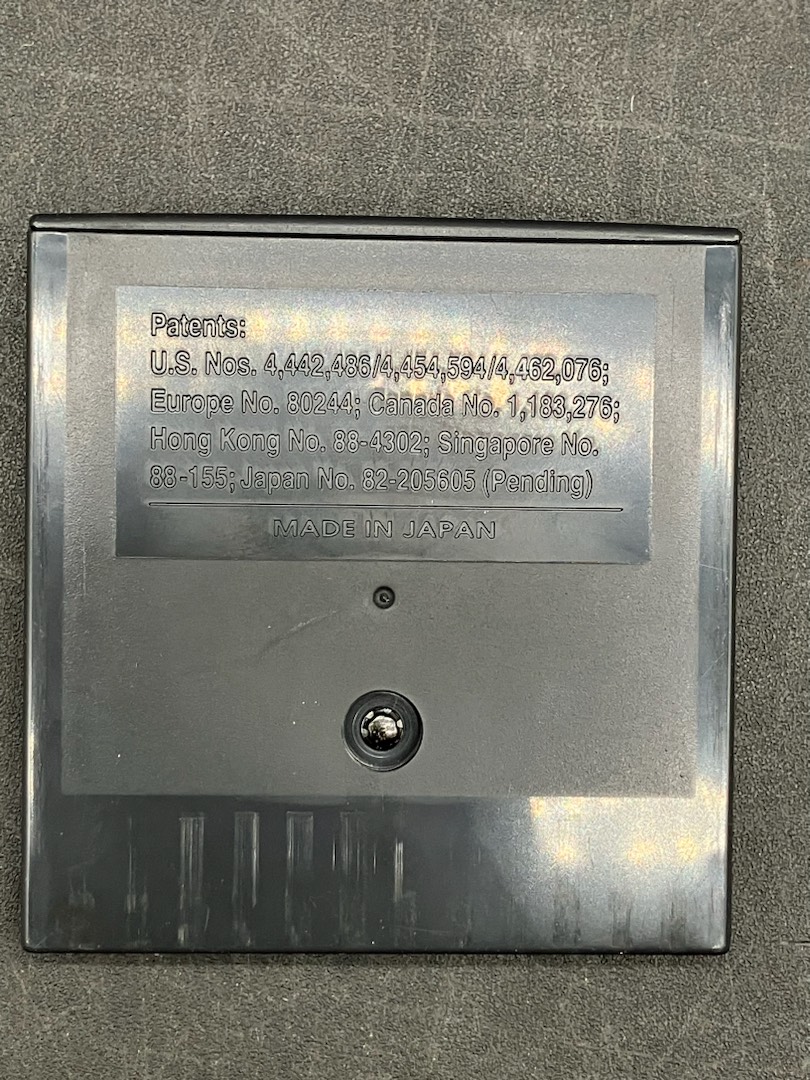 Patents:
U.S. Nos. 4,442,486/4,454,594/4,462,076;
Europe No. 80244; Canada No. 1,183,276;
Hong Kong No. 88-4302; Singapore No.
88-155; Japan No. 82-205605 (Pending)
MADE IN JAPAN